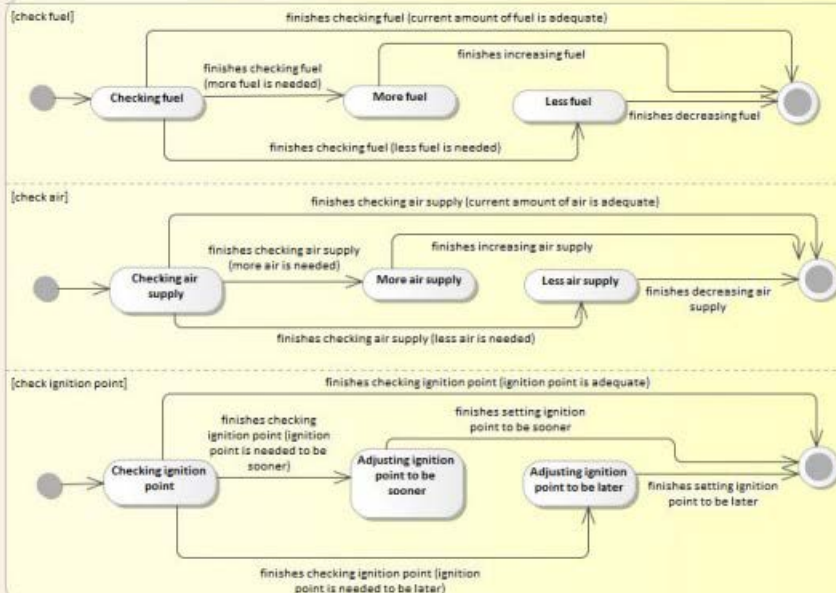 [check fuel]
finishes checking fuel (current amount of fuel is adequate)
finishes increasing fuel
finishes checking fuel
(more fuel is needed)
Checking fuel
More fuel
Less fuel
finishes decreasing fuel
finishes checking fuel (less fuel is needed)
[check air]
finishes checking air supply (current amount of air is adequate)
finishes checking air supply
(more air is needed)
finishes increasing air supply
Checking air
supply
More air supply
Less air supply
finishes decreasing air
supply
finishes checking air supply (less air is needed)
[check ignition point]
finishes checking ignition point (ignition point is adequate)
finishes checking
ignition point (ignition
point is needed to be
sooner)
finishes setting ignition
point to be sooner
Checking ignition
point
Adjusting ignition
point to be
sooner
Adjusting ignition
point to be later
finishes setting ignition
point to be later
finishes checking ignition point (ignition
point is needed to be later)